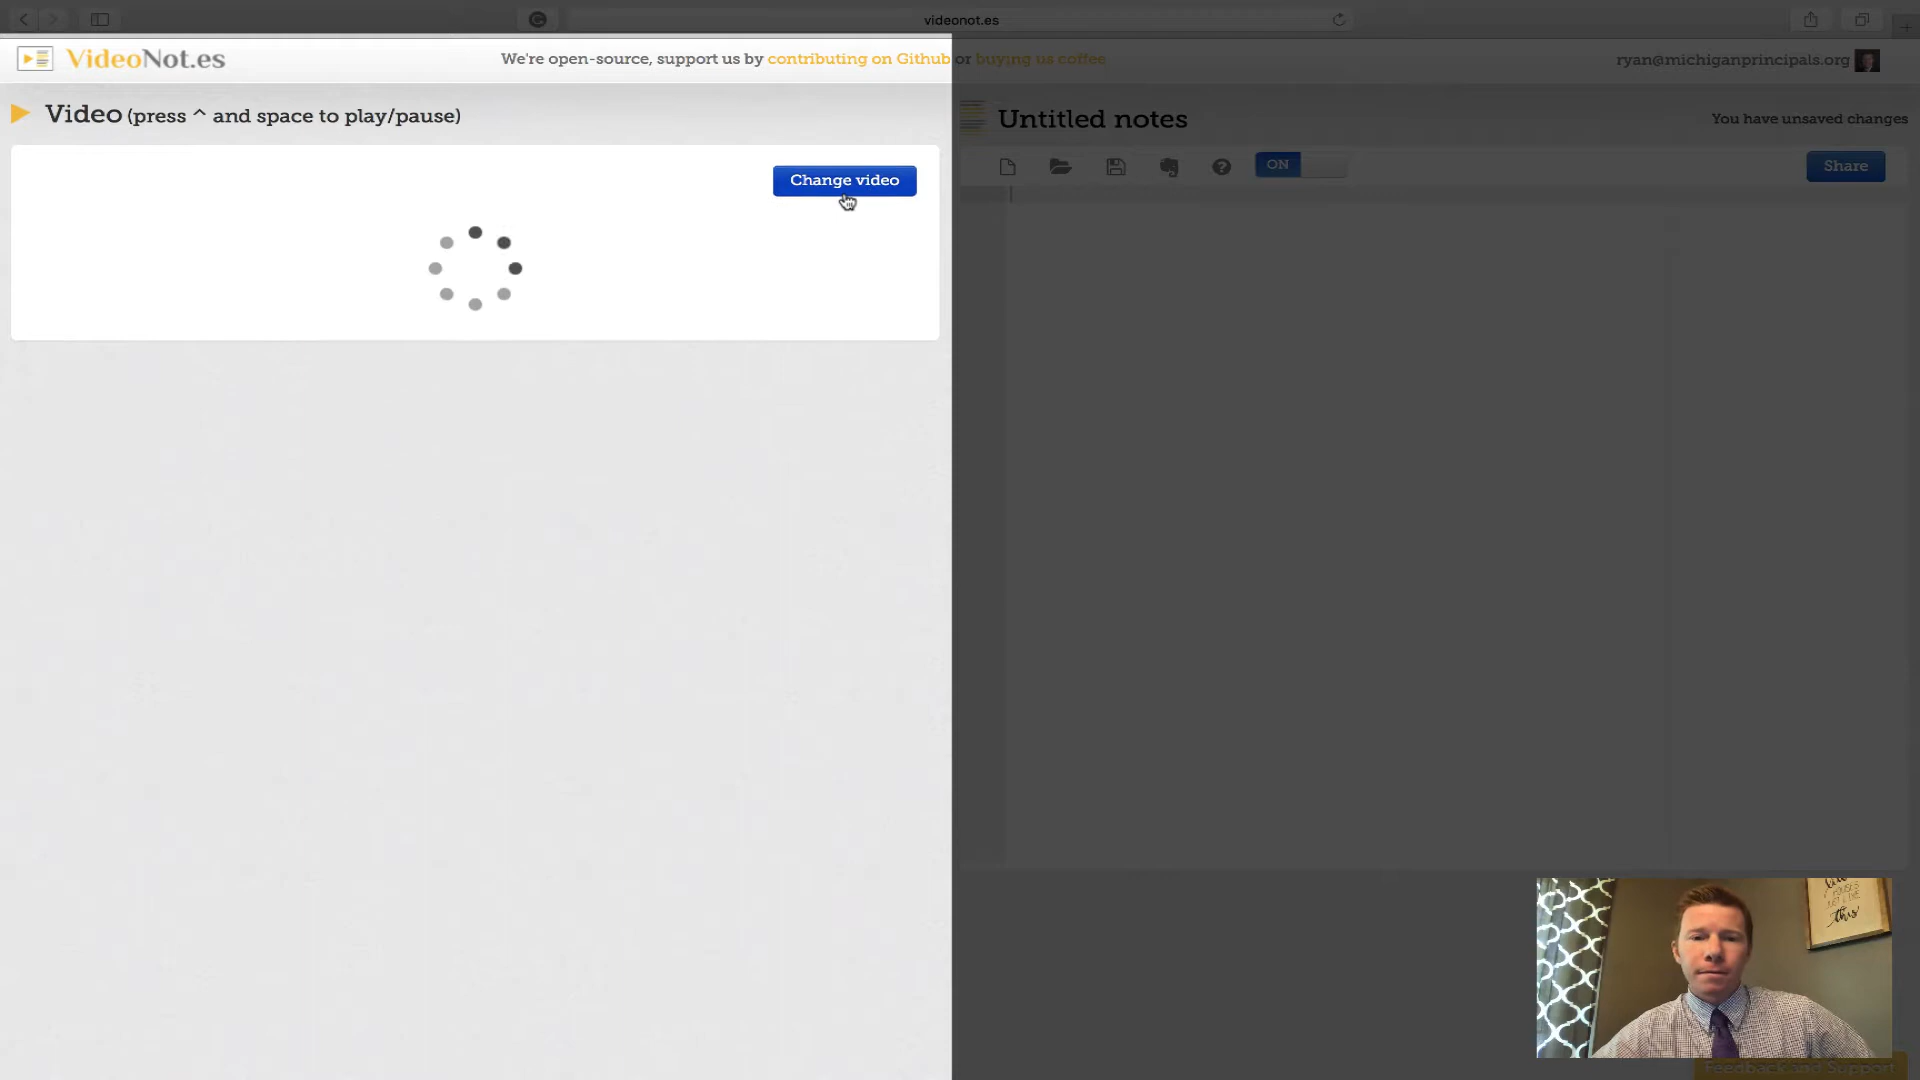 videonot.es
VideoNot.es
We're open-source, support us by contributing on Github or buying us coffee
ryan@michiganprincipals.org
Video (press ^ and space to play/pause)
Untitled notes
You have unsaved changes
Change video
ON
Share
this
Feedback and Support